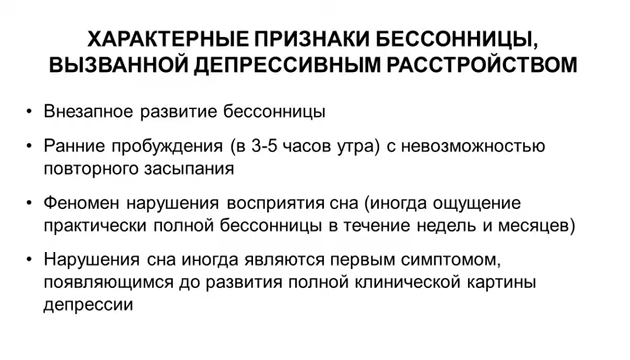 ХАРАКТЕРНЫЕ ПРИЗНАКИ БЕССОННИЦЫ,
ВЫЗВАННОЙ ДЕПРЕССИВНЫМ РАССТРОЙСТВОМ
• Внезапное развитие бессонницы
• Ранние пробуждения (в 3-5 часов утра) с невозможностью
повторного засыпания
• Феномен нарушения восприятия сна (иногда ощущение
практически полной бессонницы в течение недель и месяцев)
• Нарушения сна иногда являются первым симптомом,
появляющимся до развития полной клинической картины
депрессии